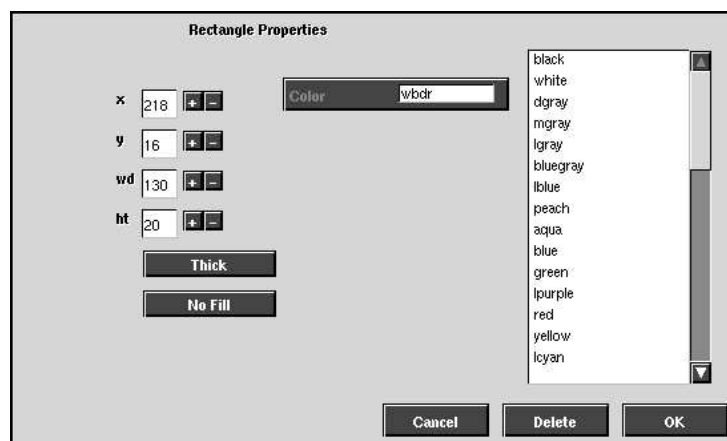 Rectangle Properties
x 218 + -
y 16 + -
wd 130 + -
ht 20 + -
Thick
No Fill
Color wbdr
black
white
dgray
mgray
lgray
bluegray
lblue
peach
aqua
blue
green
lpurple
red
yellow
lcyan
Cancel Delete OK